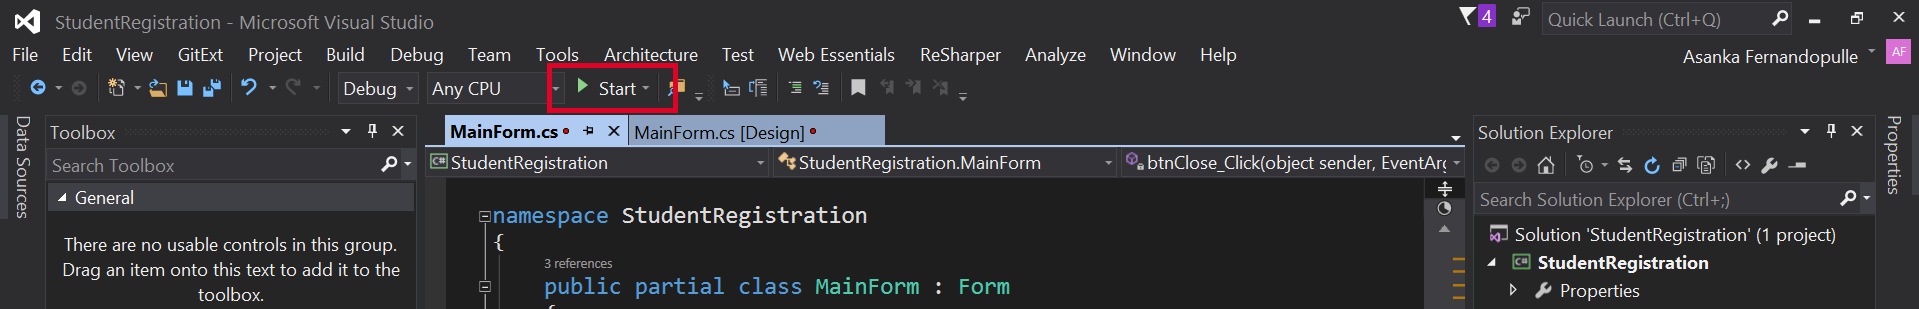 StudentRegistration - Microsoft Visual Studio
4
Quick Launch (Ctrl+Q)
File Edit View GitExt Project Build Debug Team Tools Architecture Test Web Essentials ReSharper Analyze Window Help
Asanka Fernandopulle AF
Debug Any CPU Start
Data Sources
Toolbox
Search Toolbox
General
There are no usable controls in this group.
Drag an item onto this text to add it to the
toolbox.
MainForm.cs
MainForm.cs [Design]
C# StudentRegistration
StudentRegistration.MainForm
btnClose_Click(object sender, EventArg
namespace StudentRegistration
{
3 references
public partial class MainForm : Form
Solution Explorer
Search Solution Explorer (Ctrl+;)
Solution 'StudentRegistration' (1 project)
C# StudentRegistration
Properties
Properties